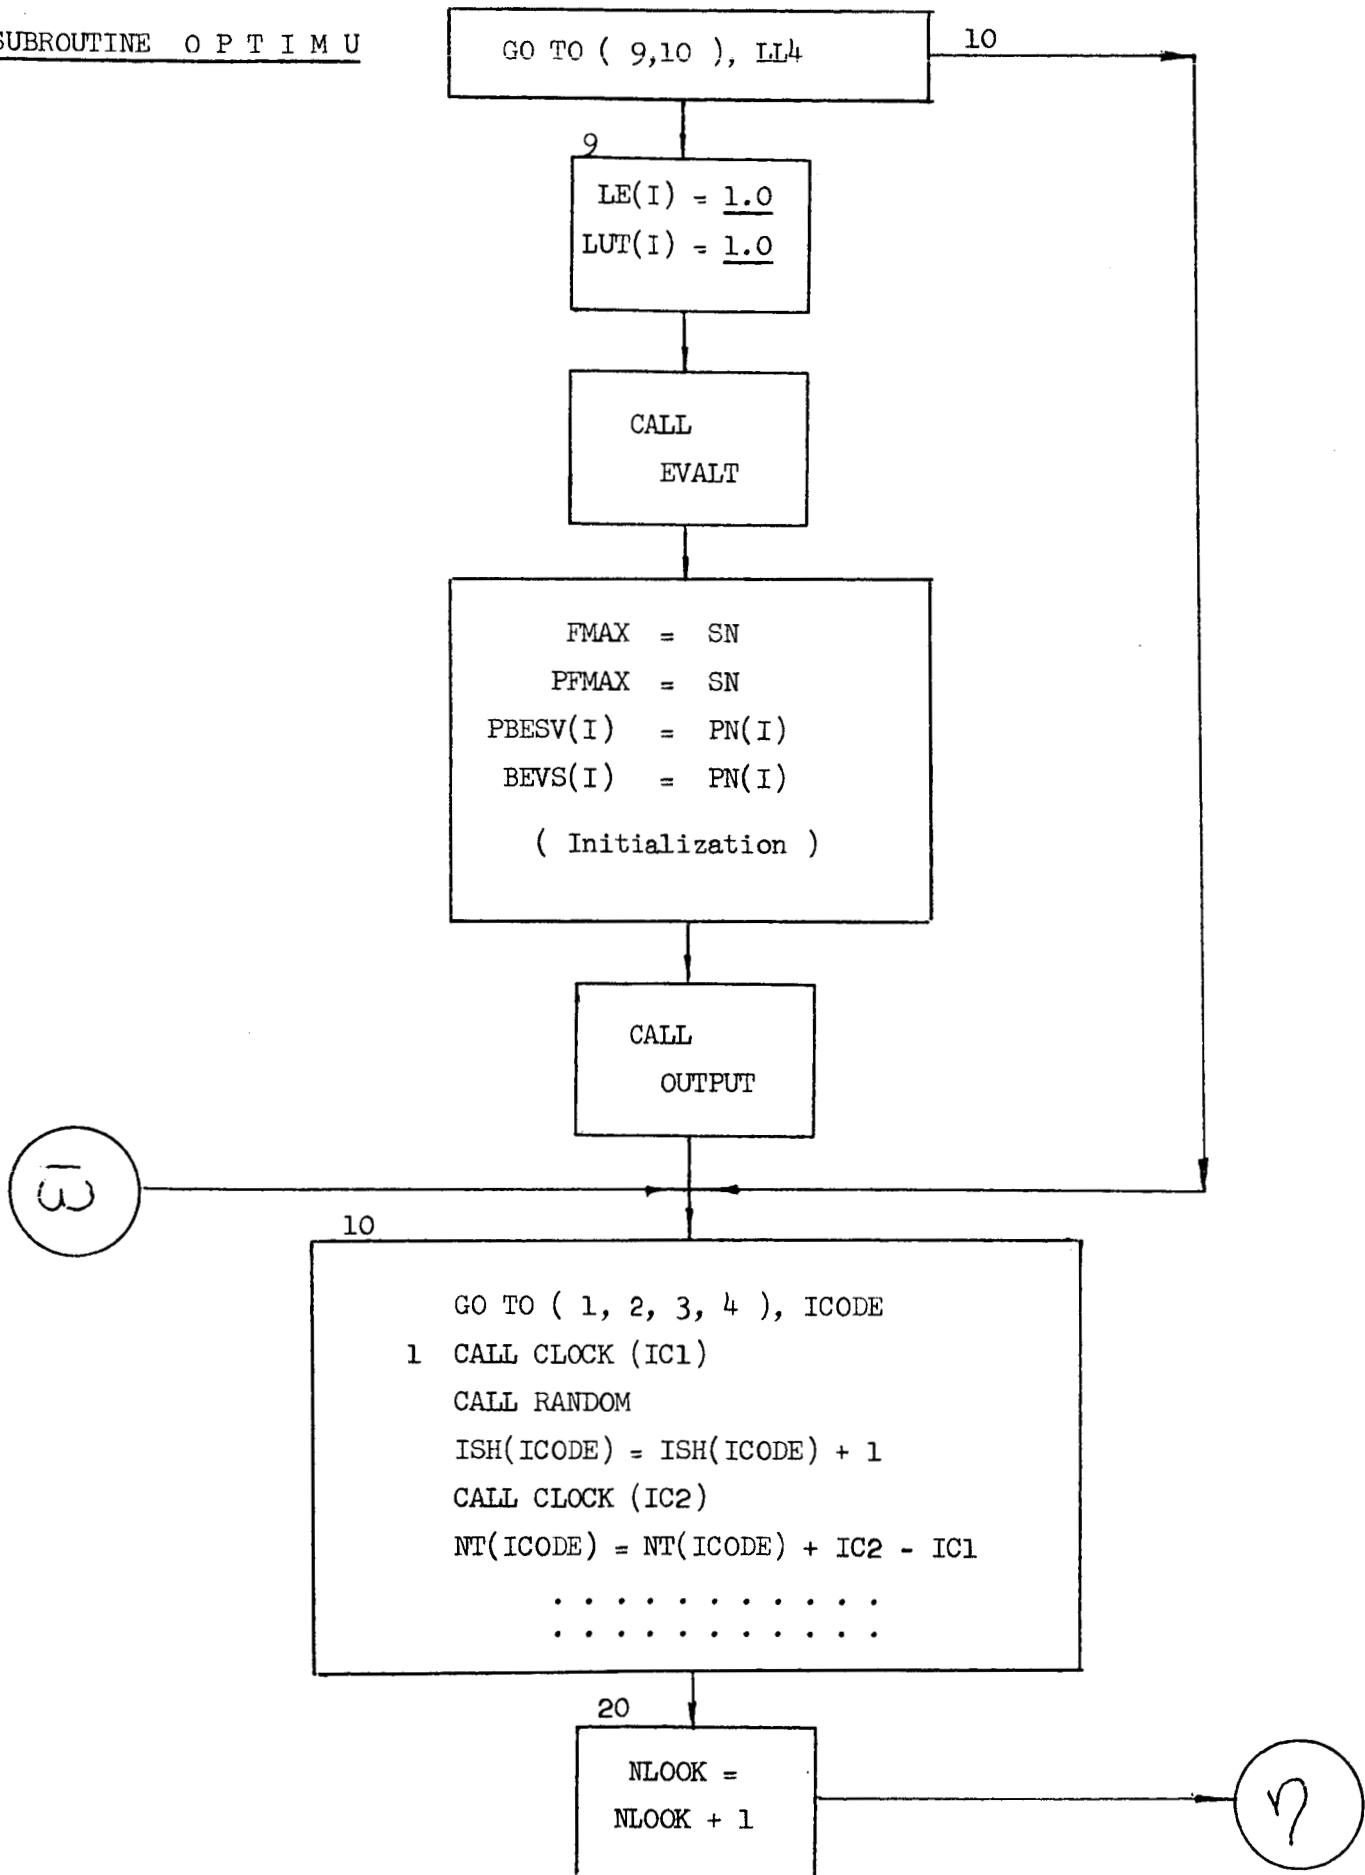 SUBROUTINE O P T I M U
GO TO ( 9,10 ), LL4
10
9
LE(I) = 1.0
LUT(I) = 1.0
CALL
EVALT
FMAX = SN
PFMAX = SN
PBESV(I) = PN(I)
BEVS(I) = PN(I)
( Initialization )
CALL
OUTPUT
ω̅
10
GO TO ( 1, 2, 3, 4 ), ICODE
1 CALL CLOCK (IC1)
CALL RANDOM
ISH(ICODE) = ISH(ICODE) + 1
CALL CLOCK (IC2)
NT(ICODE) = NT(ICODE) + IC2 - IC1
. . . . . . . . . . .
. . . . . . . . . . .
20
NLOOK =
NLOOK + 1
η